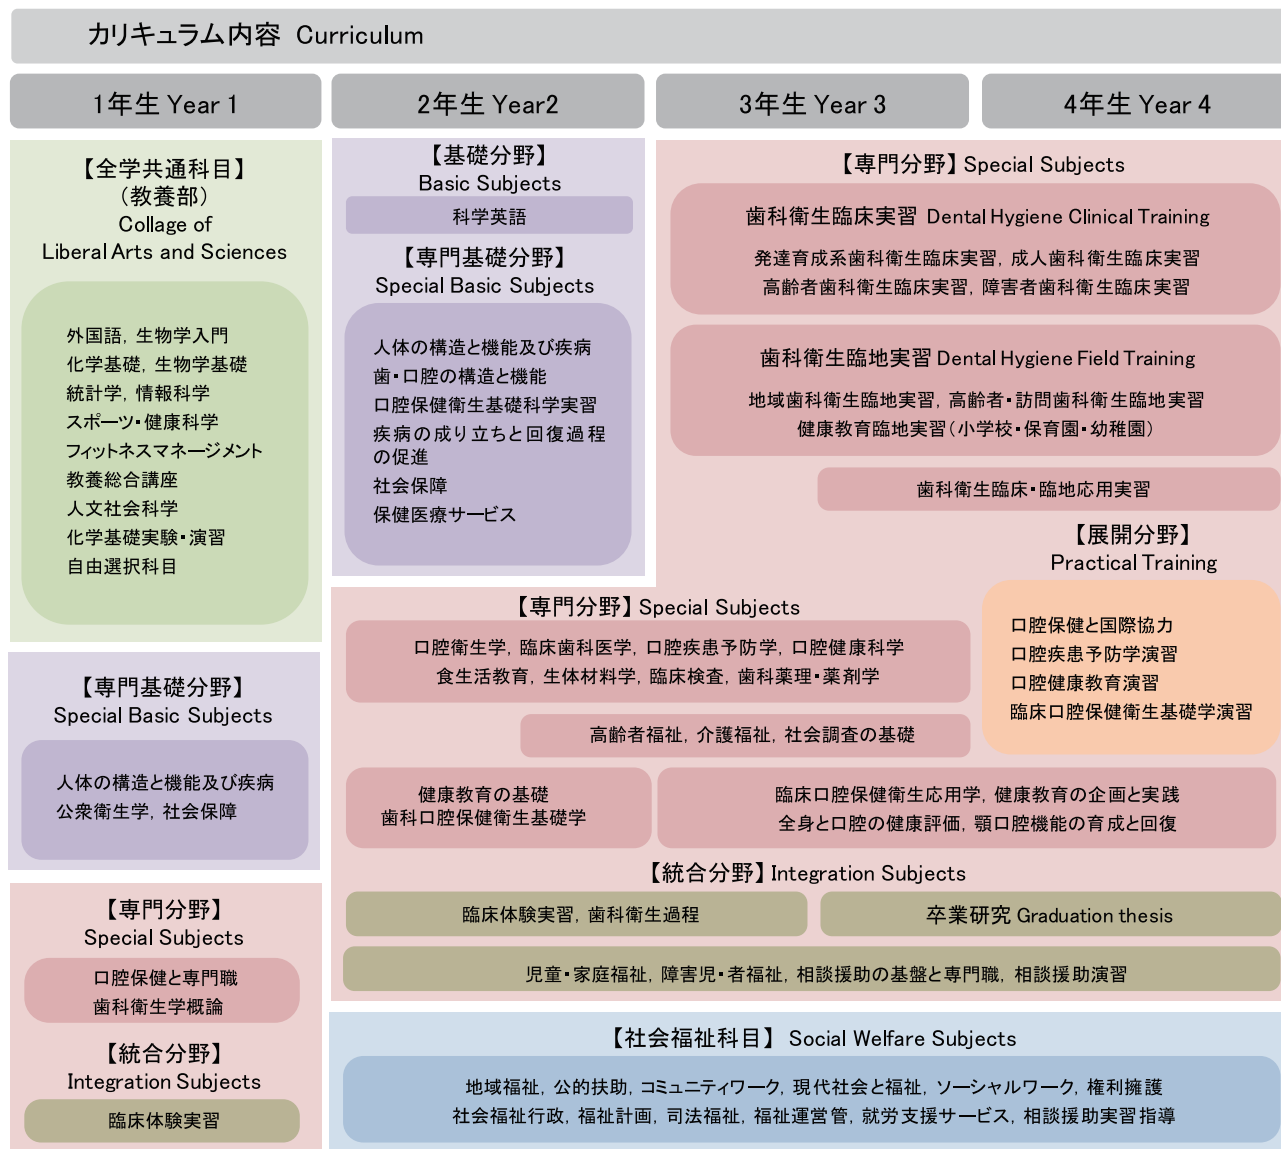 カリキュラム内容 Curriculum
1年生 Year 1
2年生 Year2
3年生 Year 3
4年生 Year 4
【全学共通科目】
（教養部）
Collage of
Liberal Arts and Sciences
外国語, 生物学入門
化学基礎, 生物学基礎
統計学, 情報科学
スポーツ・健康科学
フィットネスマネージメント
教養総合講座
人文社会科学
化学基礎実験・演習
自由選択科目
【専門基礎分野】
Special Basic Subjects
人体の構造と機能及び疾病
公衆衛生学, 社会保障
【専門分野】
Special Subjects
口腔保健と専門職
歯科衛生学概論
【統合分野】
Integration Subjects
臨床体験実習
【基礎分野】
Basic Subjects
科学英語
【専門基礎分野】
Special Basic Subjects
人体の構造と機能及び疾病
歯・口腔の構造と機能
口腔保健衛生基礎科学実習
疾病の成り立ちと回復過程
の促進
社会保障
保健医療サービス
【専門分野】Special Subjects
歯科衛生臨床実習 Dental Hygiene Clinical Training
発達育成系歯科衛生臨床実習, 成人歯科衛生臨床実習
高齢者歯科衛生臨床実習, 障害者歯科衛生臨床実習
歯科衛生臨地実習 Dental Hygiene Field Training
地域歯科衛生臨地実習, 高齢者・訪問歯科衛生臨地実習
健康教育臨地実習（小学校・保育園・幼稚園）
歯科衛生臨床・臨地応用実習
【展開分野】
Practical Training
口腔保健と国際協力
口腔疾患予防学演習
口腔健康教育演習
臨床口腔保健衛生基礎学演習
【専門分野】Special Subjects
口腔衛生学, 臨床歯科医学, 口腔疾患予防学, 口腔健康科学
食生活教育, 生体材料学, 臨床検査, 歯科薬理・薬剤学
高齢者福祉, 介護福祉, 社会調査の基礎
健康教育の基礎
歯科口腔保健衛生基礎学
臨床口腔保健衛生応用学, 健康教育の企画と実践
全身と口腔の健康評価, 顎口腔機能の育成と回復
【統合分野】Integration Subjects
臨床体験実習, 歯科衛生過程
卒業研究 Graduation thesis
児童・家庭福祉, 障害児・者福祉, 相談援助の基盤と専門職, 相談援助演習
【社会福祉科目】 Social Welfare Subjects
地域福祉, 公的扶助, コミュニティワーク, 現代社会と福祉, ソーシャルワーク, 権利擁護
社会福祉行政, 福祉計画, 司法福祉, 福祉運営管, 就労支援サービス, 相談援助実習指導